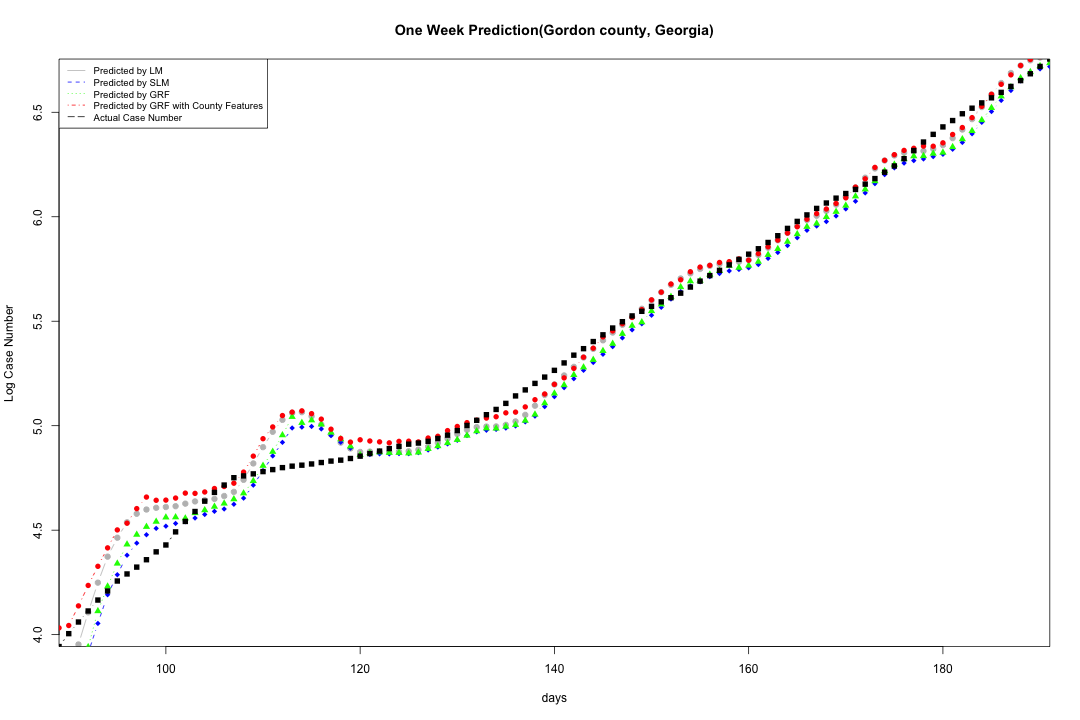 One Week Prediction(Gordon county, Georgia)
Predicted by LM
Predicted by SLM
Predicted by GRF
Predicted by GRF with County Features
Actual Case Number
6.5
6.0
5.5
5.0
4.5
4.0
Log Case Number
100 120 140 160 180
days